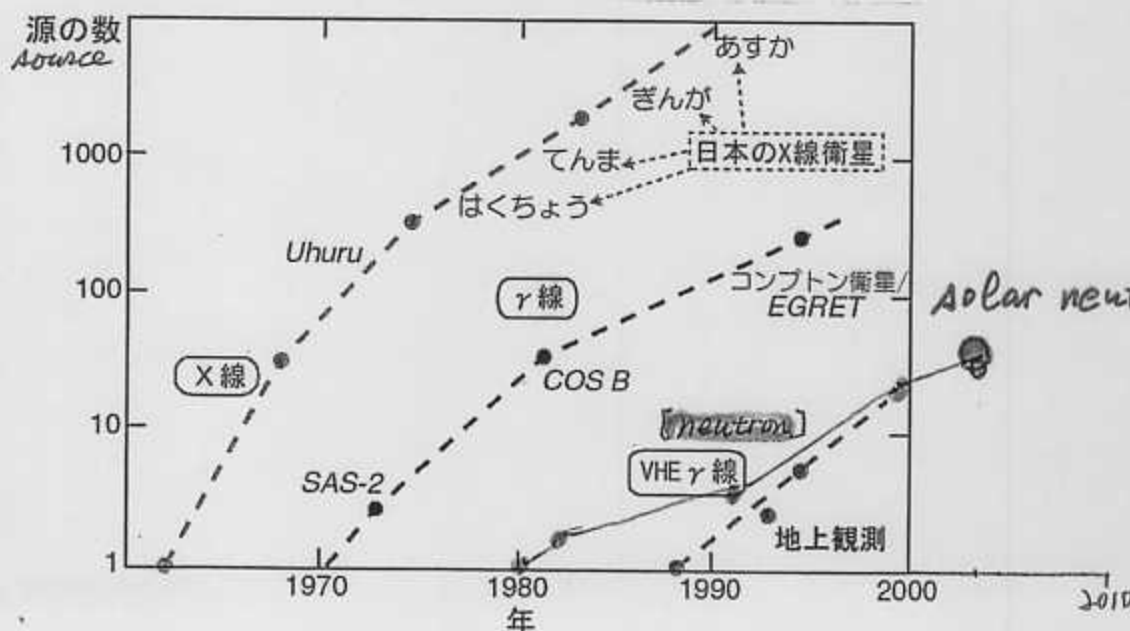 源の数
source
あすか
ぎんが
1000
てんま
日本のX線衛星
はくちょう
Uhuru
100
γ線
コンプトン衛星/
EGRET
solar neut
X線
COS B
10
[neutron]
SAS-2
VHE γ線
地上観測
1
1970
1980
1990
2000
2010
年